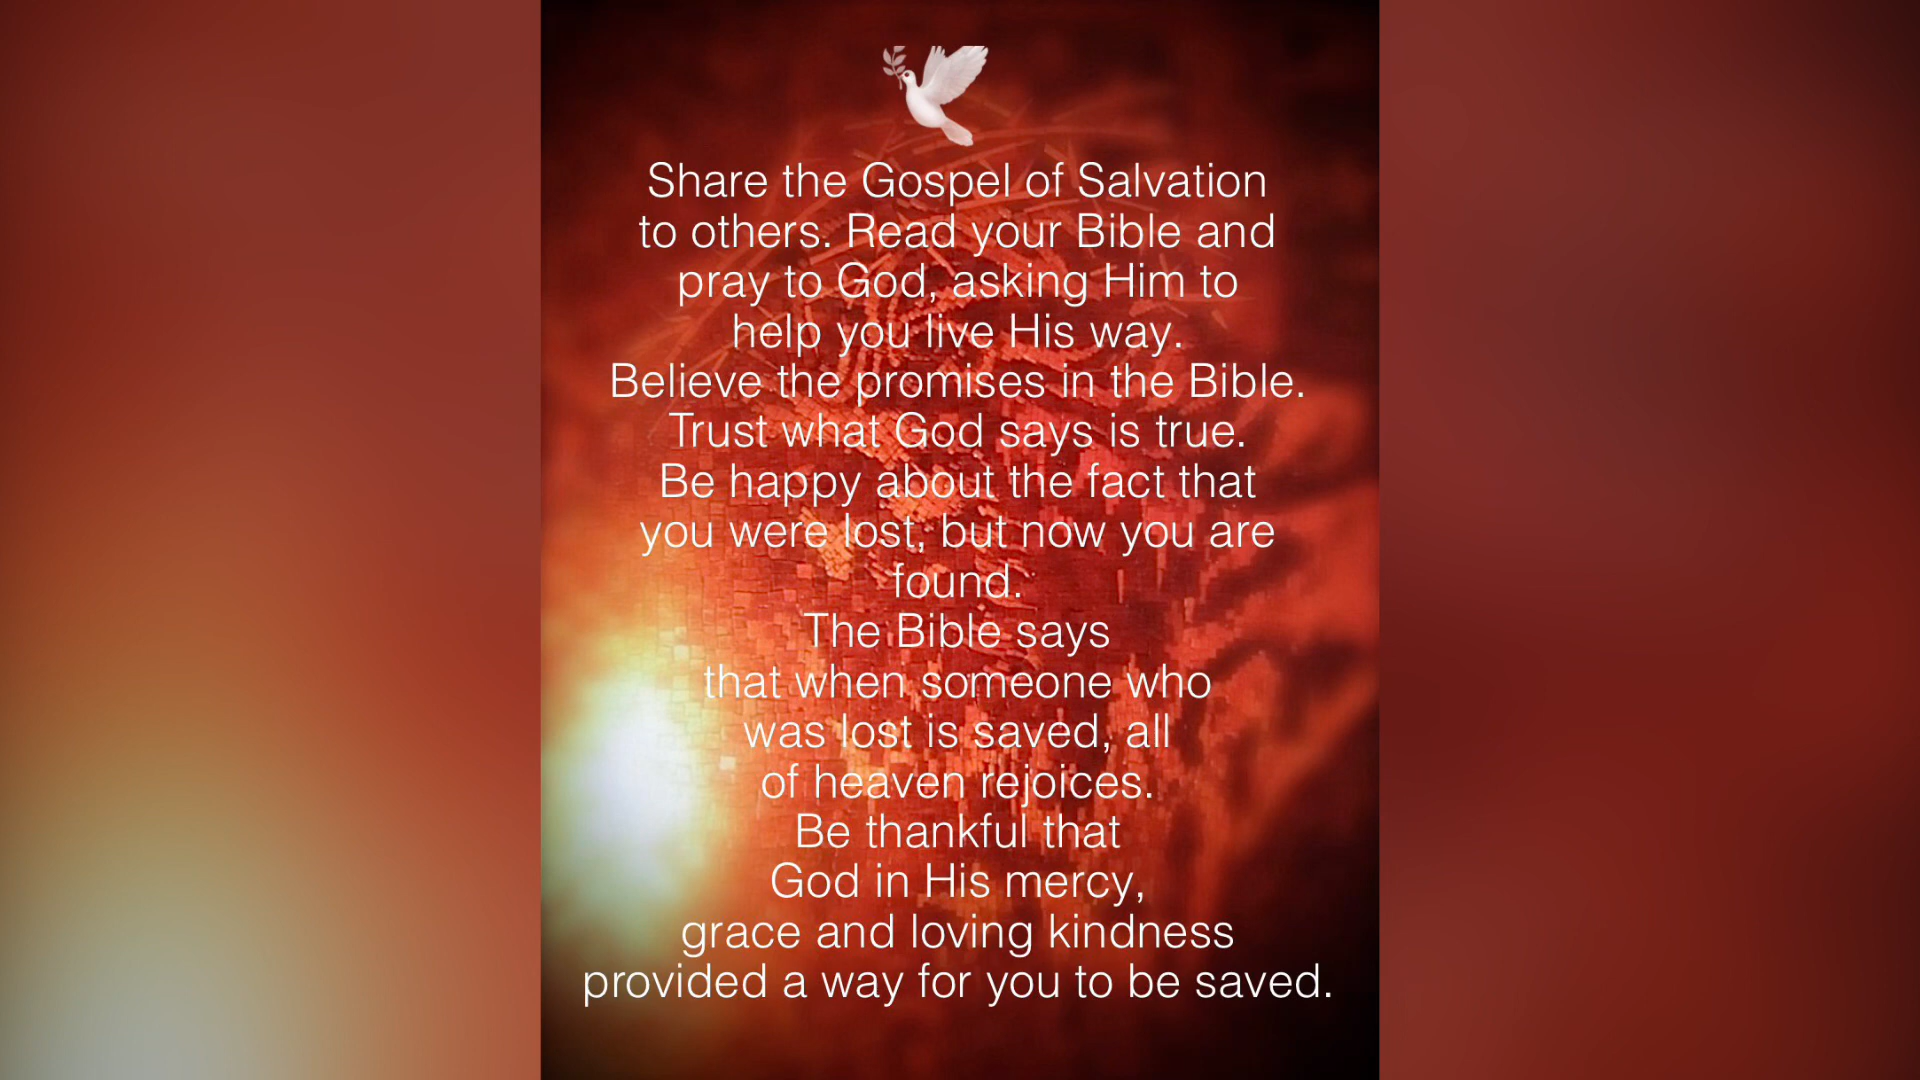 Share the Gospel of Salvation
to others. Read your Bible and
pray to God, asking Him to
help you live His way.
Believe the promises in the Bible.
Trust what God says is true.
Be happy about the fact that
you were lost, but now you are
found.
The Bible says
that when someone who
was lost is saved, all
of heaven rejoices.
Be thankful that
God in His mercy,
grace and loving kindness
provided a way for you to be saved.